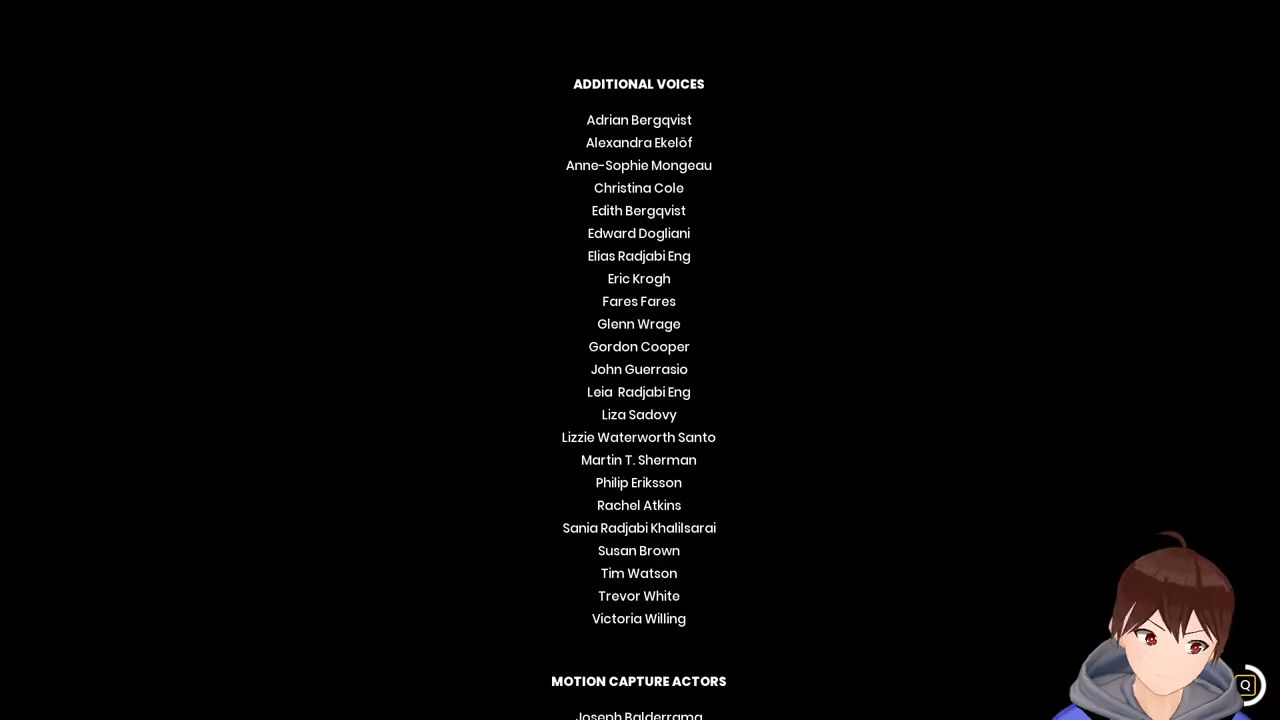 ADDITIONAL VOICES
Adrian Bergqvist
Alexandra Ekelöf
Anne-Sophie Mongeau
Christina Cole
Edith Bergqvist
Edward Dogliani
Elias Radjabi Eng
Eric Krogh
Fares Fares
Glenn Wrage
Gordon Cooper
John Guerrasio
Leia  Radjabi Eng
Liza Sadovy
Lizzie Waterworth Santo
Martin T. Sherman
Philip Eriksson
Rachel Atkins
Sania Radjabi Khalilsarai
Susan Brown
Tim Watson
Trevor White
Victoria Willing
MOTION CAPTURE ACTORS
Joseph Balderrama
Q